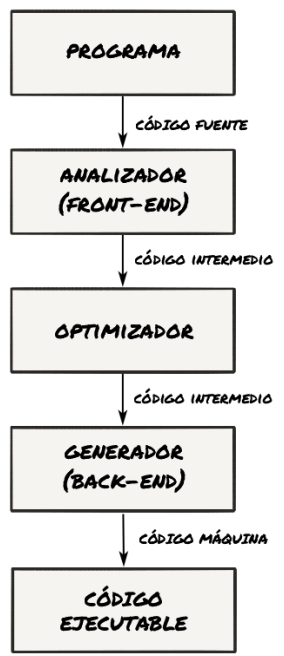 PROGRAMA
CÓDIGO FUENTE
ANALIZADOR
(FRONT-END)
CÓDIGO INTERMEDIO
OPTIMIZADOR
CÓDIGO INTERMEDIO
GENERADOR
(BACK-END)
CÓDIGO MÁQUINA
CÓDIGO
EJECUTABLE